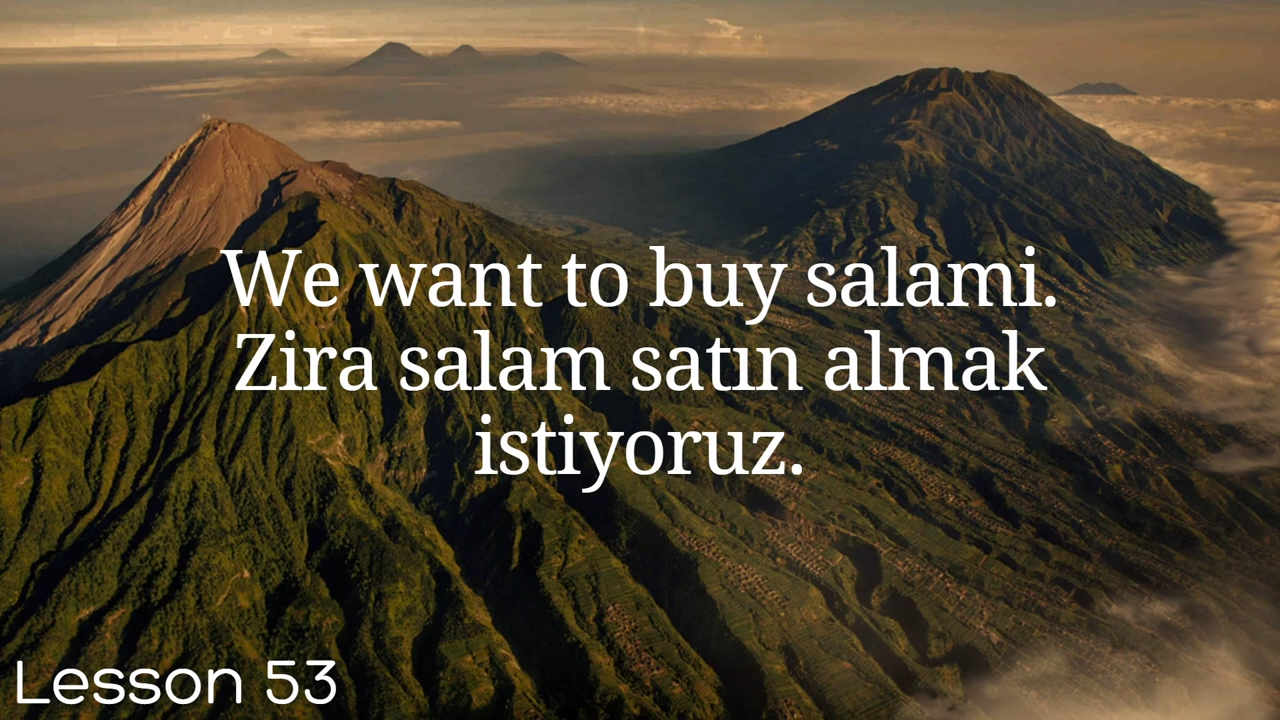 We want to buy salami.
Zira salam satın almak
istiyoruz.
Lesson 53